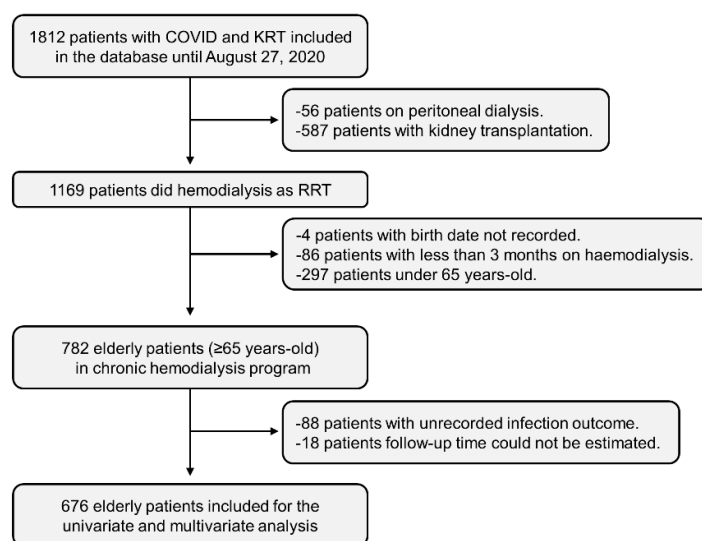 1812 patients with COVID and KRT included
in the database until August 27, 2020
-56 patients on peritoneal dialysis.
-587 patients with kidney transplantation.
1169 patients did hemodialysis as RRT
-4 patients with birth date not recorded.
-86 patients with less than 3 months on haemodialysis.
-297 patients under 65 years-old.
782 elderly patients (≥65 years-old)
in chronic hemodialysis program
-88 patients with unrecorded infection outcome.
-18 patients follow-up time could not be estimated.
676 elderly patients included for the
univariate and multivariate analysis